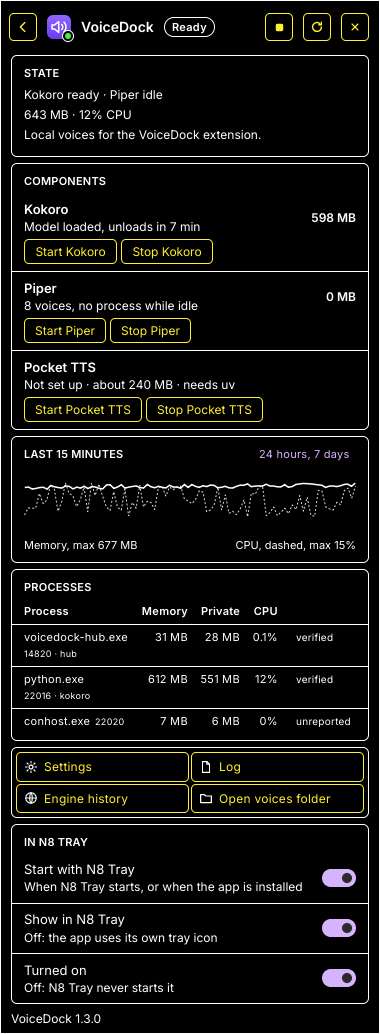 VoiceDock Ready
STATE
Kokoro ready · Piper idle
643 MB · 12% CPU
Local voices for the VoiceDock extension.
COMPONENTS
Kokoro
Model loaded, unloads in 7 min
598 MB
Start Kokoro Stop Kokoro
Piper
8 voices, no process while idle
0 MB
Start Piper Stop Piper
Pocket TTS
Not set up · about 240 MB · needs uv
Start Pocket TTS Stop Pocket TTS
LAST 15 MINUTES 24 hours, 7 days
Memory, max 677 MB CPU, dashed, max 15%
PROCESSES
Process Memory Private CPU
voicedock-hub.exe 31 MB 28 MB 0.1% verified
14820 · hub
python.exe 612 MB 551 MB 12% verified
22016 · kokoro
conhost.exe 22020 7 MB 6 MB 0% unreported
Settings Log
Engine history Open voices folder
IN N8 TRAY
Start with N8 Tray
When N8 Tray starts, or when the app is installed
Show in N8 Tray
Off: the app uses its own tray icon
Turned on
Off: N8 Tray never starts it
VoiceDock 1.3.0